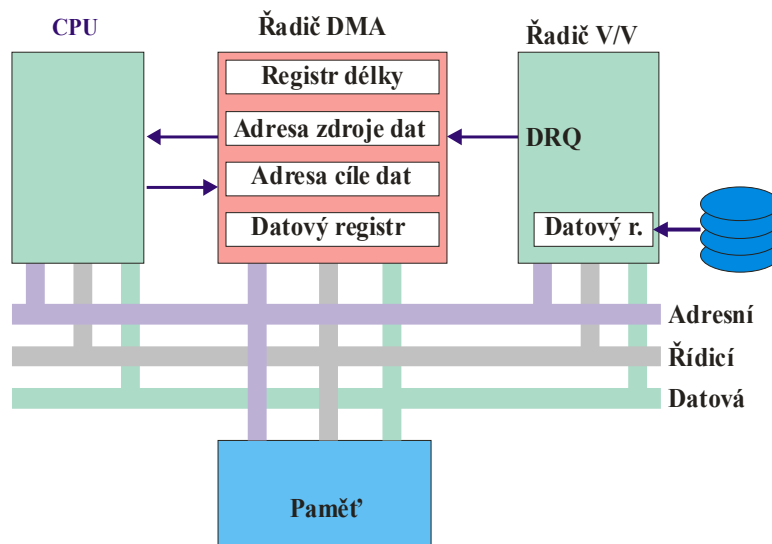 CPU
Řadič DMA
Řadič V/V
Registr délky
Adresa zdroje dat
DRQ
Adresa cíle dat
Datový registr
Datový r.
Adresní
Řídicí
Datová
Paměť